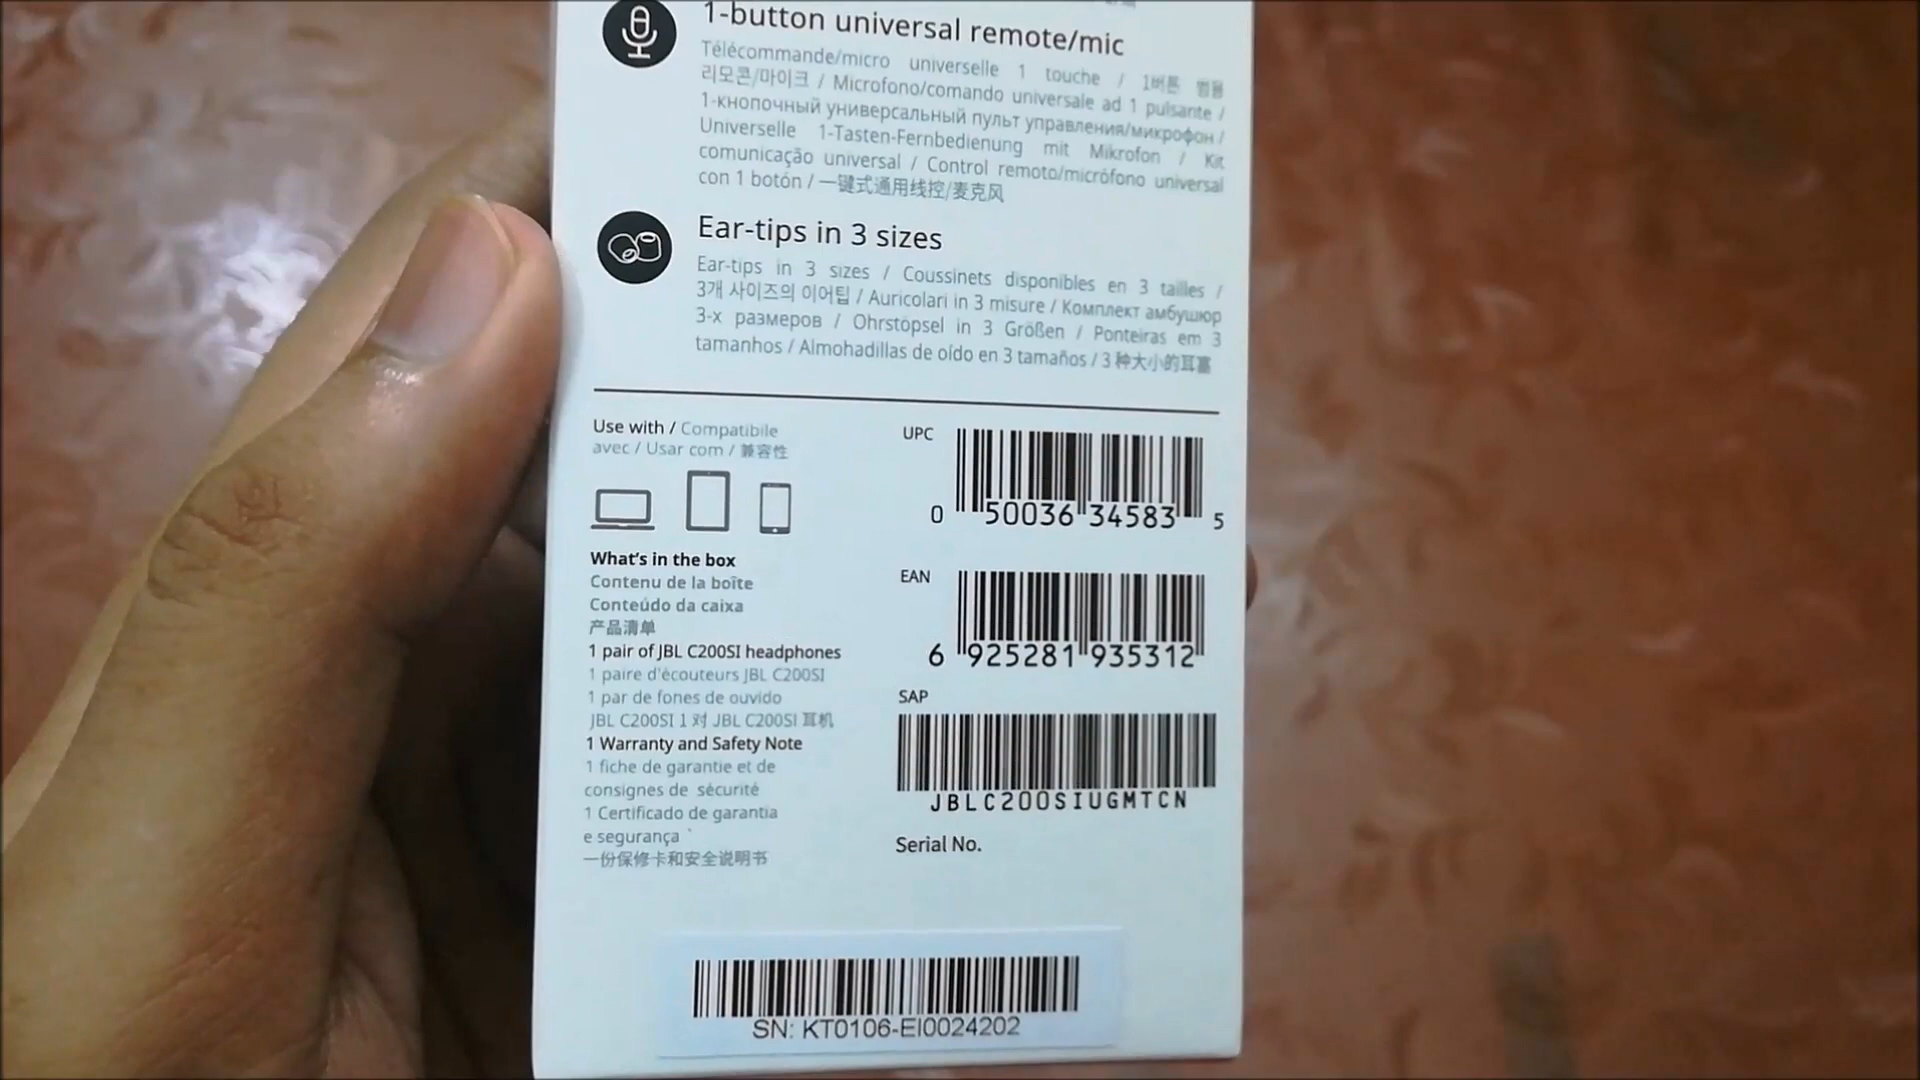 1-button universal remote/mic
Télécommande/micro universelle 1 touche / 1버튼 범용
리모콘/마이크 / Microfono/comando universale ad 1 pulsante /
1-кнопочный универсальный пульт управления/микрофон /
Universelle 1-Tasten-Fernbedienung mit Mikrofon / Kit
comunicação universal / Control remoto/micrófono universal
con 1 botón / 一键式通用线控/麦克风
Ear-tips in 3 sizes
Ear-tips in 3 sizes / Coussinets disponibles en 3 tailles /
3개 사이즈의 이어팁 / Auricolari in 3 misure / Комплект амбушюр
3-х размеров / Ohrstöpsel in 3 Größen / Ponteiras em 3
tamanhos / Almohadillas de oído en 3 tamaños / 3 种大小的耳塞
Use with / Compatibile
avec / Usar com / 兼容性
What's in the box
Contenu de la boîte
Conteúdo da caixa
产品清单
1 pair of JBL C200SI headphones
1 paire d'écouteurs JBL C200SI
1 par de fones de ouvido
JBL C200SI 1 对 JBL C200SI 耳机
1 Warranty and Safety Note
1 fiche de garantie et de
consignes de sécurité
1 Certificado de garantia
e segurança `
一份保修卡和安全说明书
UPC
0 50036 34583 5
EAN
6 925281 935312
SAP
JBLC200SIUGMTCN
Serial No.
SN: KT0106-EI0024202